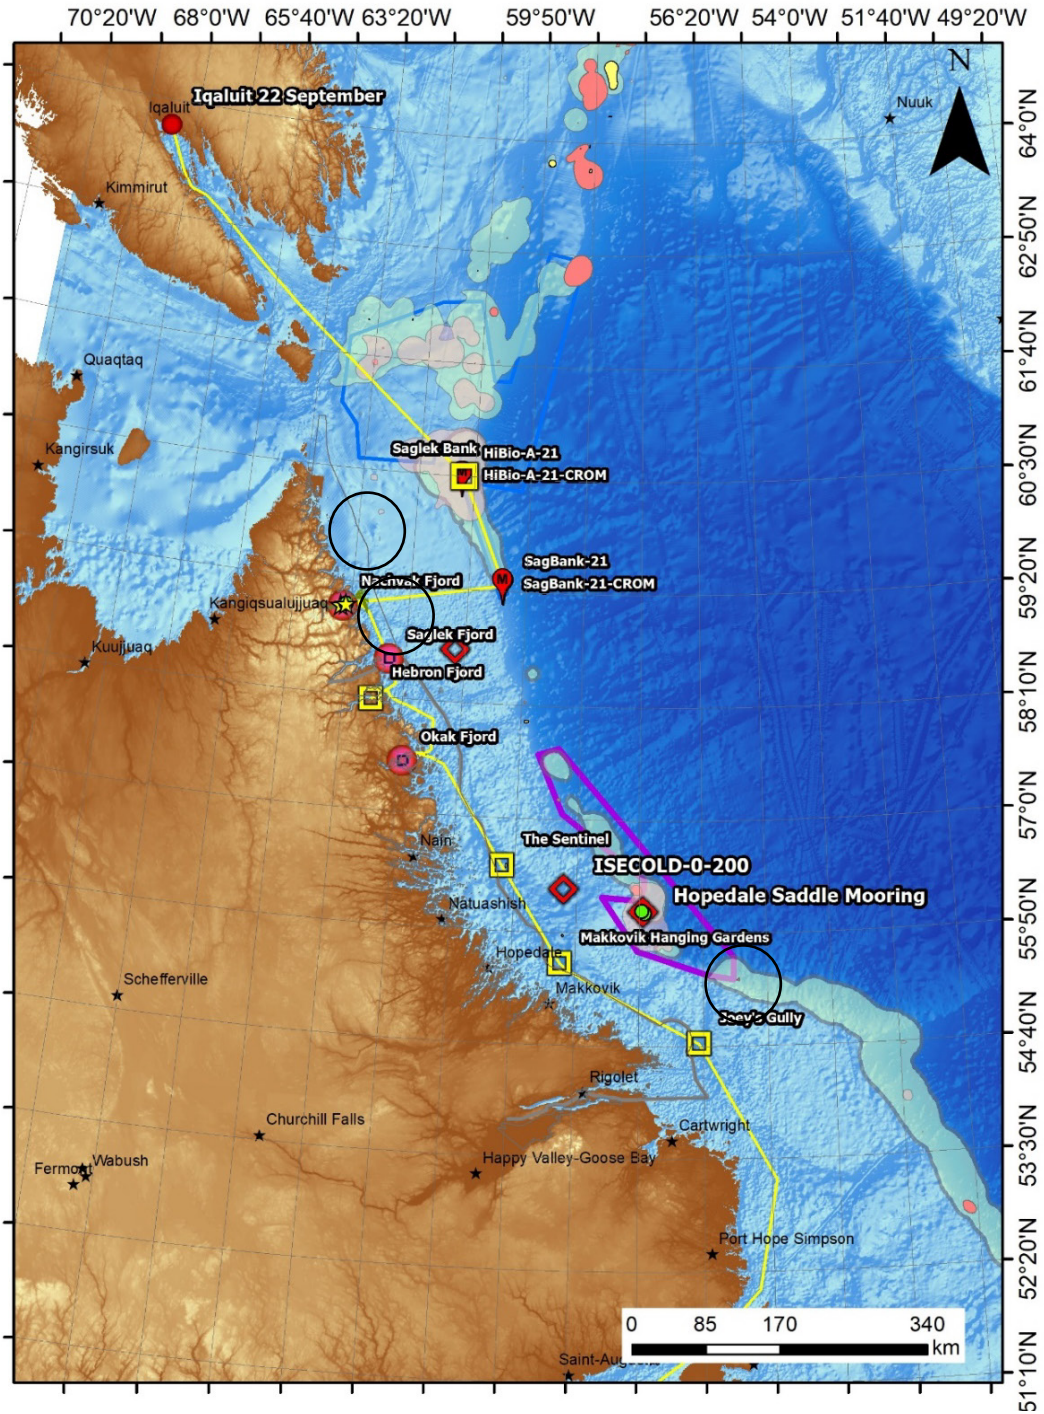 70°20'W 68°0'W 65°40'W 63°20'W 59°50'W 56°20'W 54°0'W 51°40'W 49°20'W
N
Iqaluit 22 September
Iqaluit
Nuuk
64°0'N
Kimmirut
62°50'N
61°40'N
Quaqtaq
Kangirsuk
Saglek Bank
HiBio-A-21
HiBio-A-21-CROM
60°30'N
SagBank-21
SagBank-21-CROM
59°20'N
Nachvak Fjord
Kangiqsualujjuaq
Saglek Fjord
Kuujjuaq
Hebron Fjord
58°10'N
Okak Fjord
57°0'N
Nain
The Sentinel
ISECOLD-0-200
Hopedale Saddle Mooring
Natuashish
Makkovik Hanging Gardens
55°50'N
Hopedale
Schefferville
Makkovik
Joey's Gully
54°40'N
Rigolet
Churchill Falls
Cartwright
53°30'N
Happy Valley-Goose Bay
Wabush
Fermont
Port Hope Simpson
52°20'N
0 85 170 340
km
51°10'N